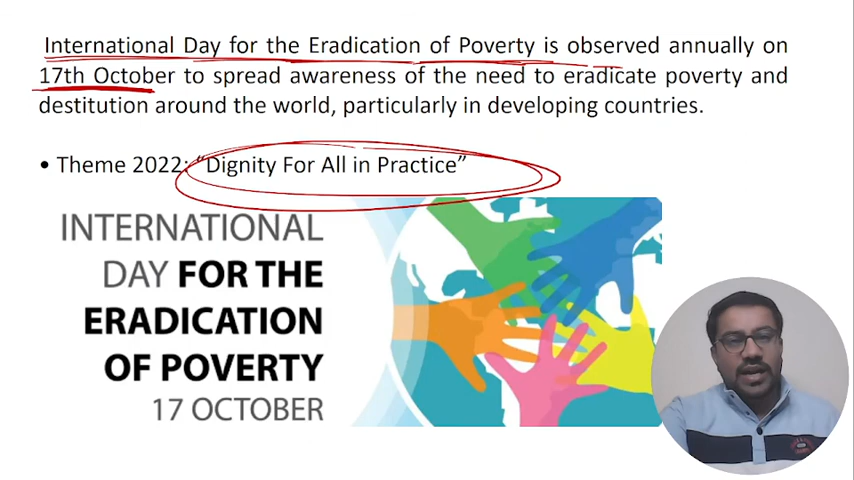 International Day for the Eradication of Poverty is observed annually on
17th October to spread awareness of the need to eradicate poverty and
destitution around the world, particularly in developing countries.
• Theme 2022: “Dignity For All in Practice”
INTERNATIONAL
DAY FOR THE
ERADICATION
OF POVERTY
17 OCTOBER